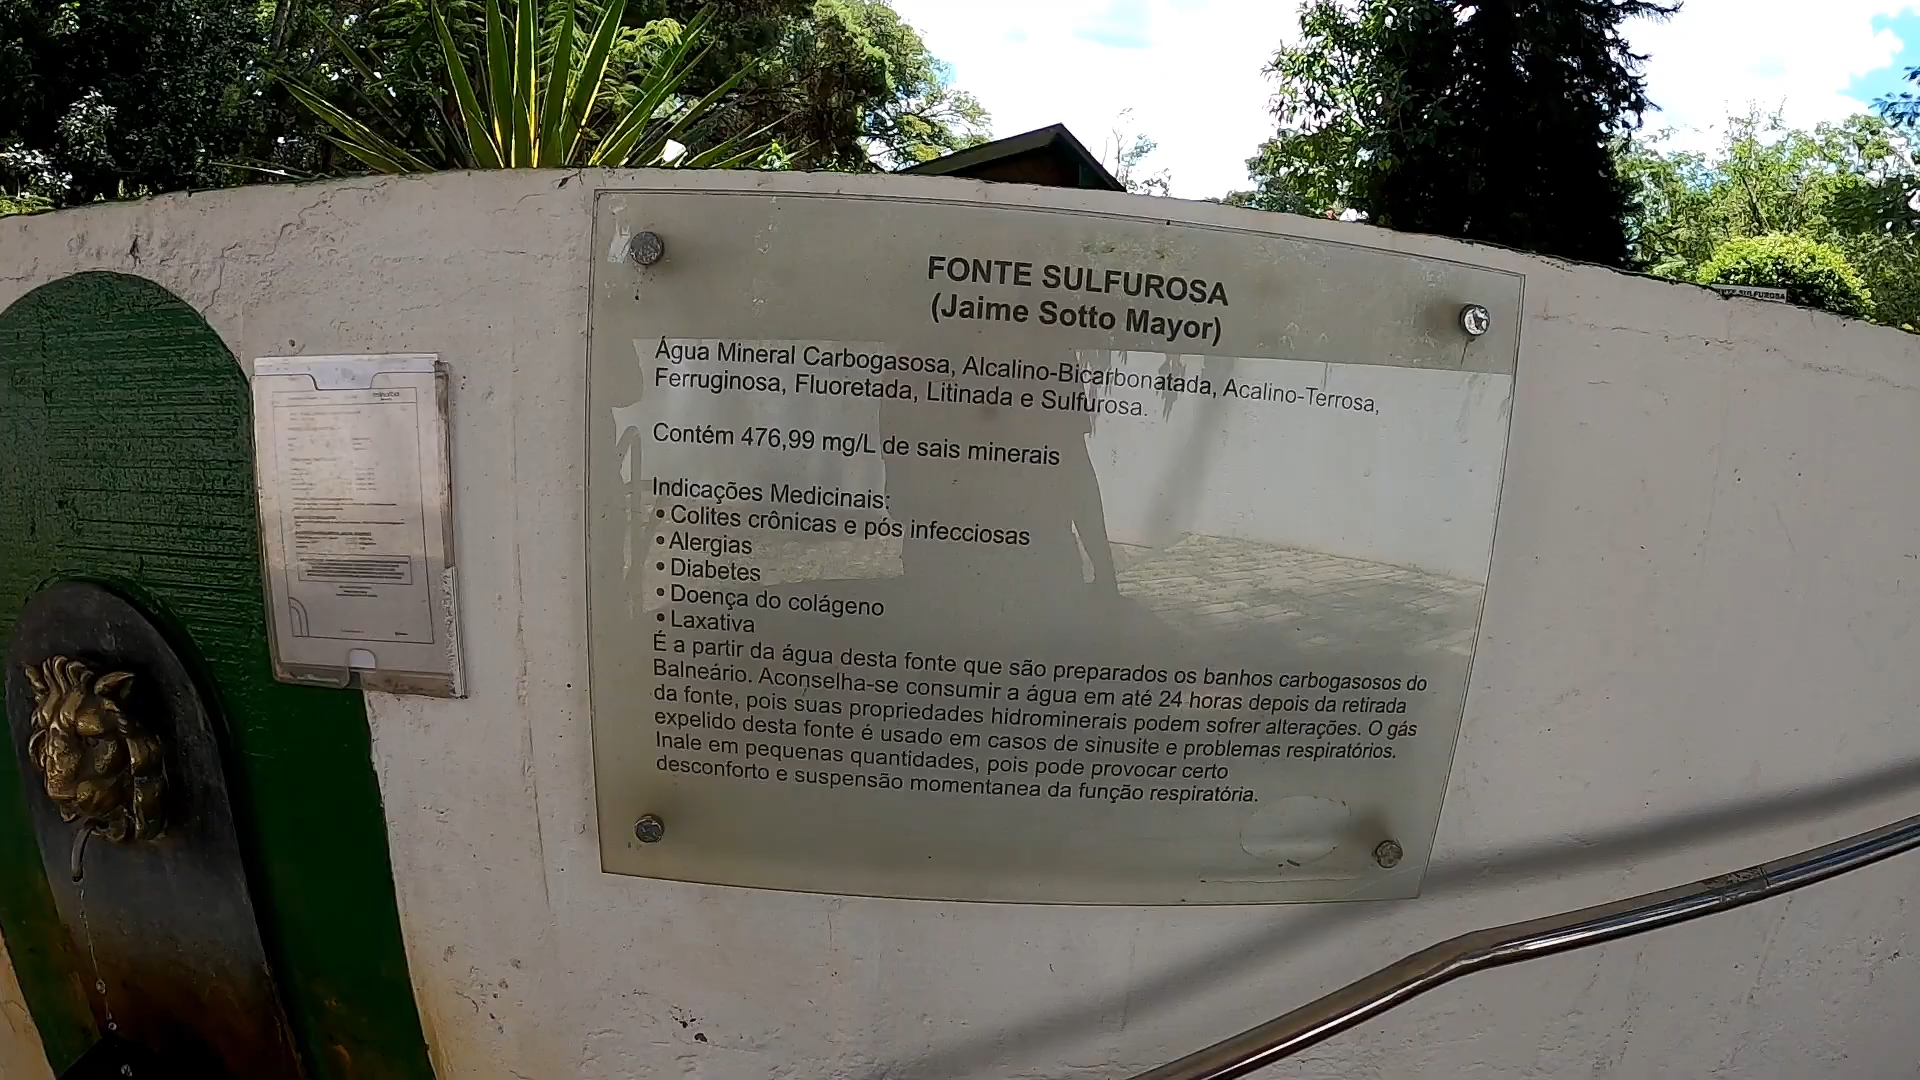 FONTE SULFUROSA
(Jaime Sotto Mayor)
Água Mineral Carbogasosa, Alcalino-Bicarbonatada, Acalino-Terrosa,
Ferruginosa, Fluoretada, Litinada e Sulfurosa.
Contém 476,99 mg/L de sais minerais
Indicações Medicinais:
• Colites crônicas e pós infecciosas
• Alergias
• Diabetes
• Doença do colágeno
• Laxativa
É a partir da água desta fonte que são preparados os banhos carbogasosos do
Balneário. Aconselha-se consumir a água em até 24 horas depois da retirada
da fonte, pois suas propriedades hidrominerais podem sofrer alterações. O gás
expelido desta fonte é usado em casos de sinusite e problemas respiratórios.
Inale em pequenas quantidades, pois pode provocar certo
desconforto e suspensão momentanea da função respiratória.
minalba
FONTE SULFUROSA